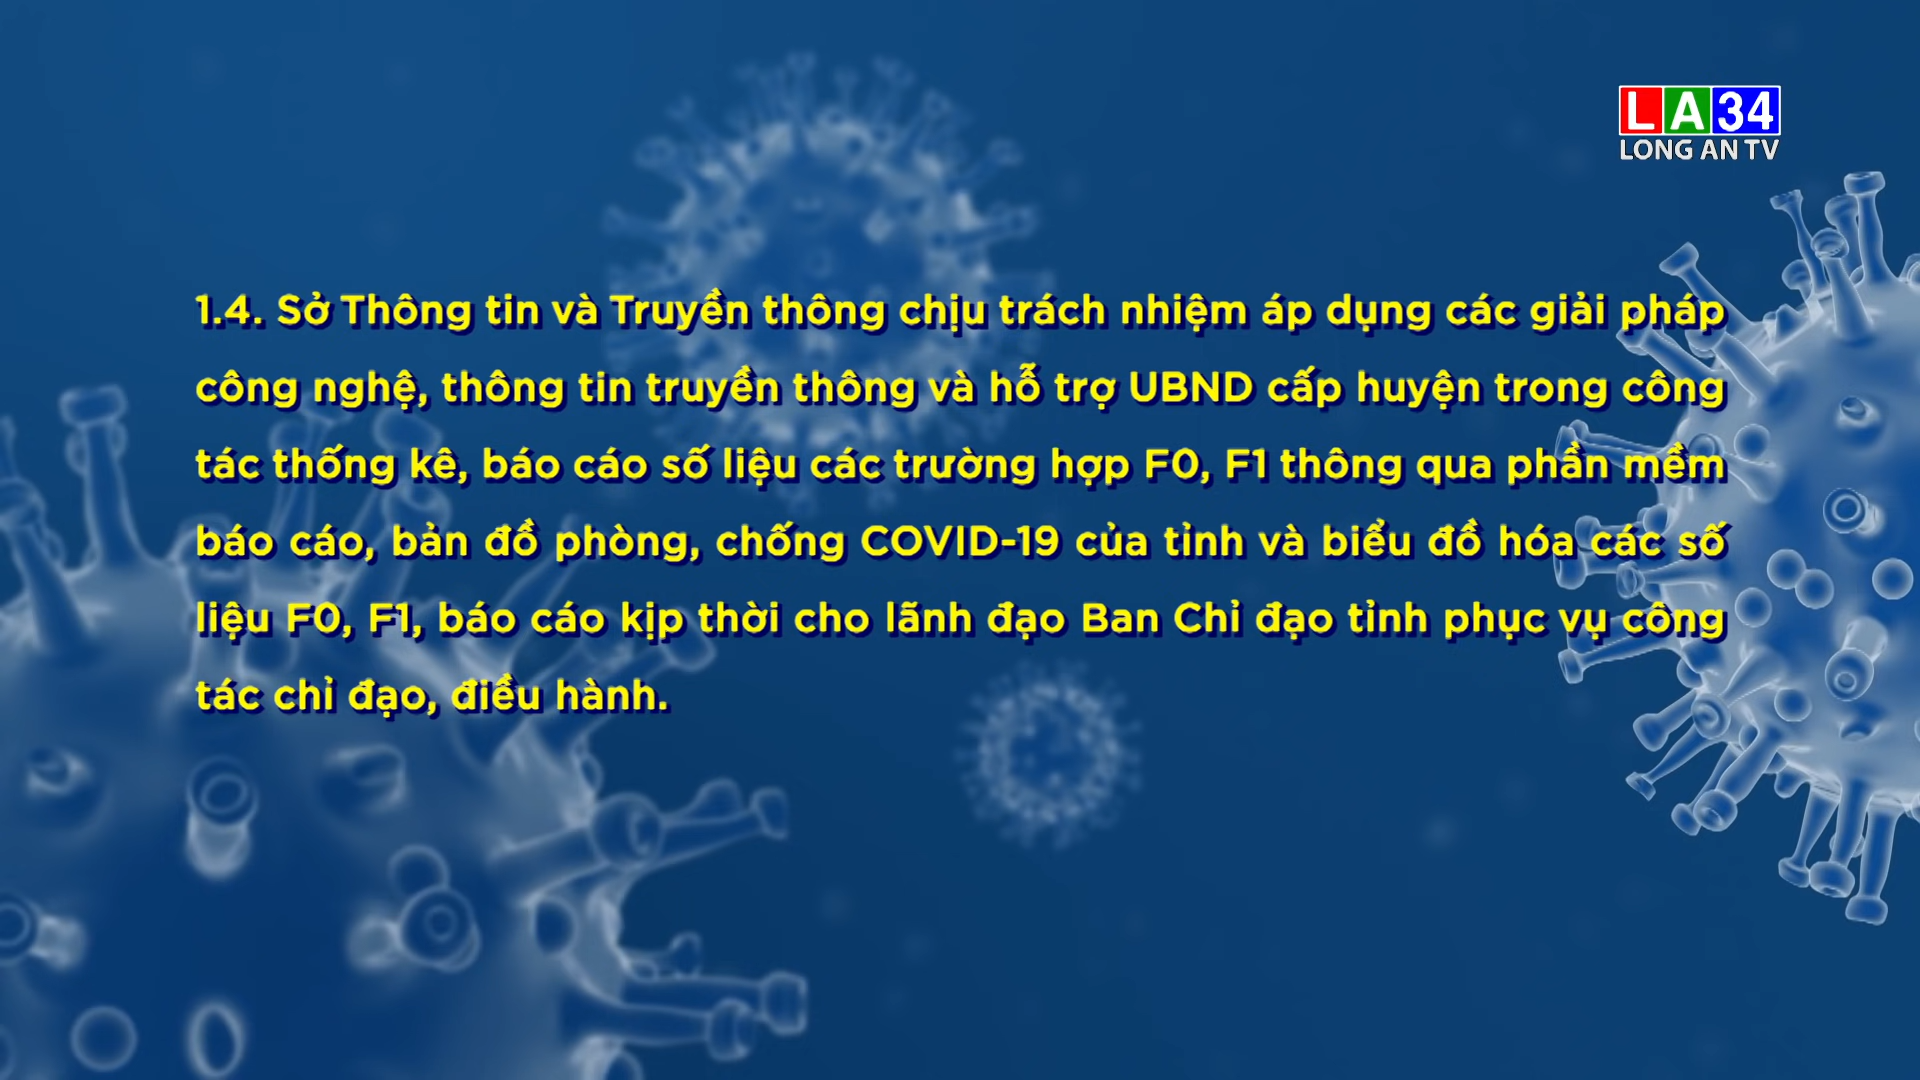 LA34
LONG AN TV
1.4. Sở Thông tin và Truyền thông chịu trách nhiệm áp dụng các giải pháp
công nghệ, thông tin truyền thông và hỗ trợ UBND cấp huyện trong công
tác thống kê, báo cáo số liệu các trường hợp F0, F1 thông qua phần mềm
báo cáo, bản đồ phòng, chống COVID-19 của tỉnh và biểu đồ hóa các số
liệu F0, F1, báo cáo kịp thời cho lãnh đạo Ban Chỉ đạo tỉnh phục vụ công
tác chỉ đạo, điều hành.